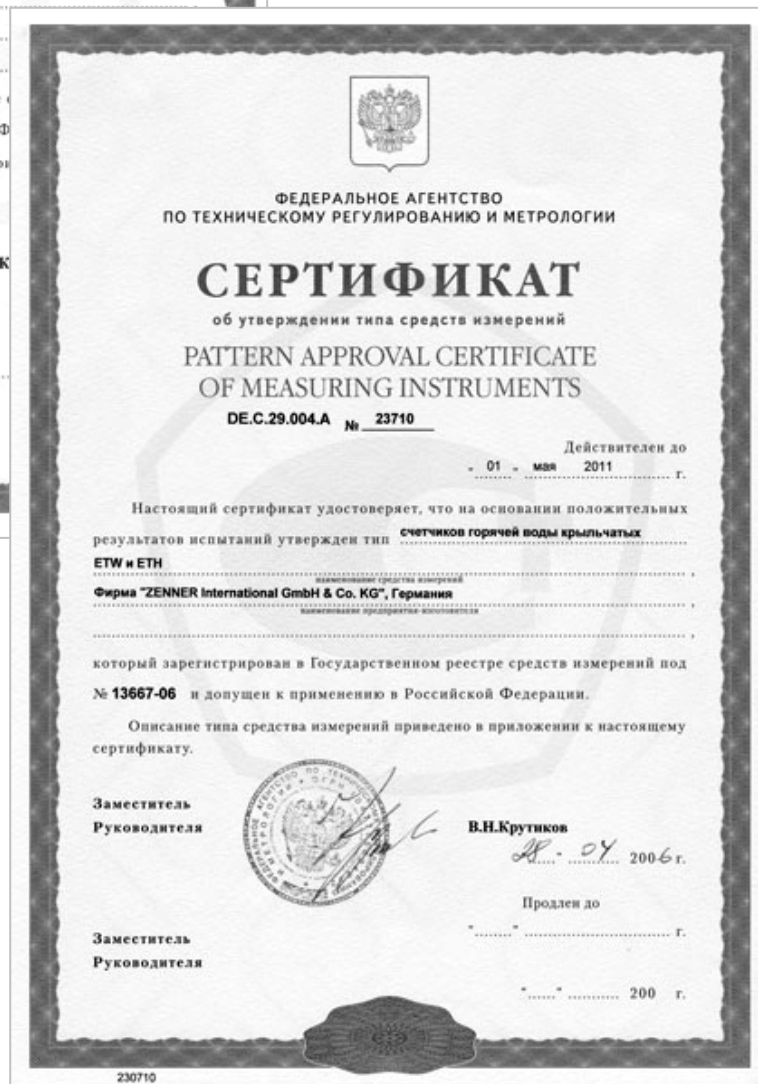 ФЕДЕРАЛЬНОЕ АГЕНТСТВО
ПО ТЕХНИЧЕСКОМУ РЕГУЛИРОВАНИЮ И МЕТРОЛОГИИ
СЕРТИФИКАТ
об утверждении типа средств измерений
PATTERN APPROVAL CERTIFICATE
OF MEASURING INSTRUMENTS
DE.C.29.004.A № 23710
Действителен до
" 01 " мая 2011 г.
Настоящий сертификат удостоверяет, что на основании положительных
результатов испытаний утвержден тип счетчиков горячей воды крыльчатых
ETW и ETH ,
наименование средства измерений
Фирма "ZENNER International GmbH & Co. KG", Германия ,
наименование предприятия-изготовителя
,
который зарегистрирован в Государственном реестре средств измерений под
№ 13667-06 и допущен к применению в Российской Федерации.
Описание типа средства измерений приведено в приложении к настоящему
сертификату.
Заместитель
Руководителя
В.Н.Крутиков
28 . 04 2006 г.
Продлен до
"........" .............................. г.
Заместитель
Руководителя
"......" ........... 200 г.
230710